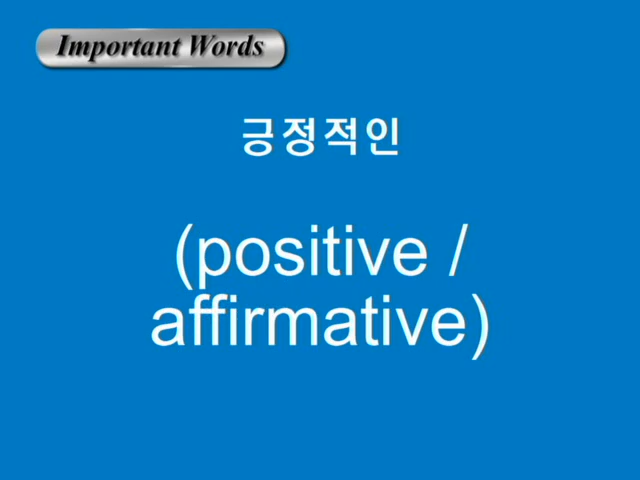 Important Words
긍정적인
(positive /
affirmative)